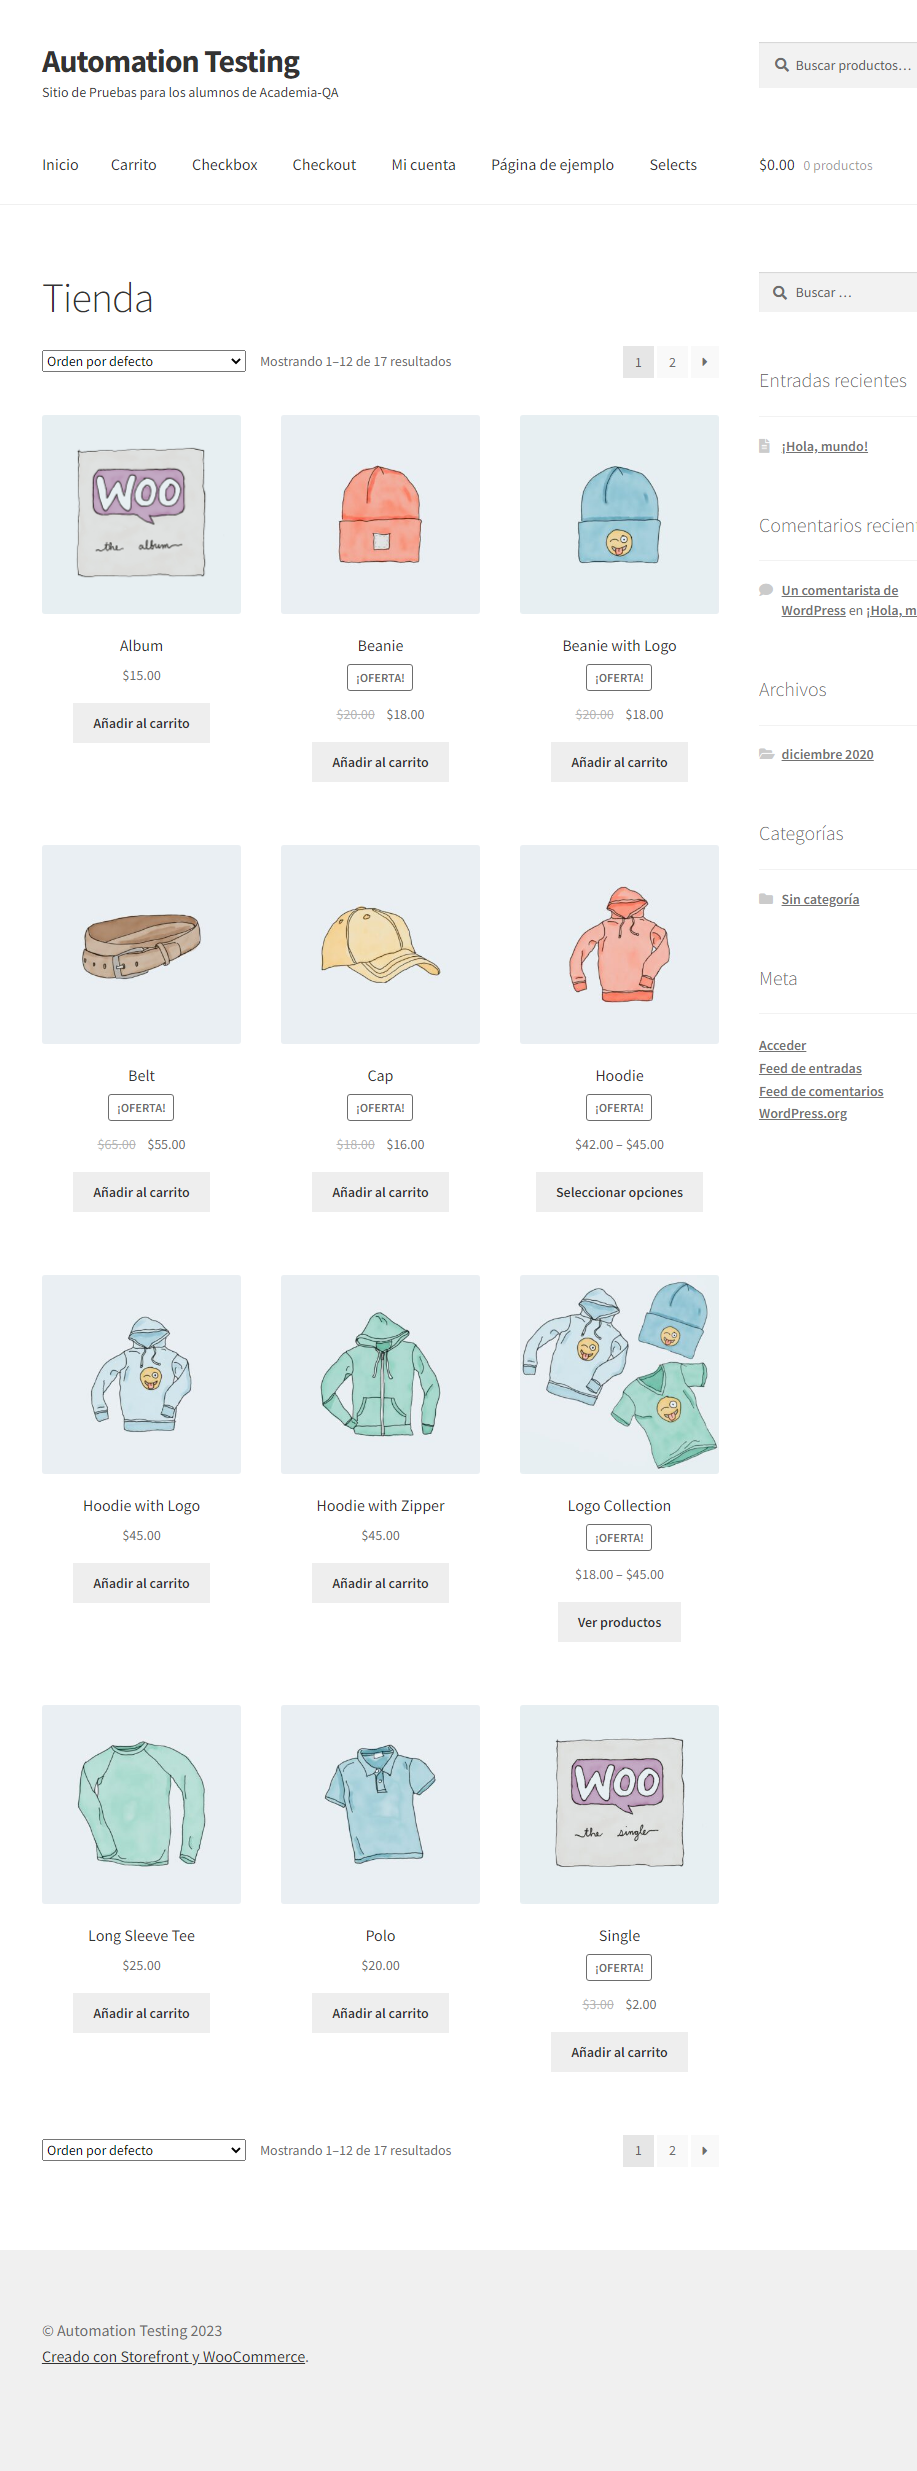 Automation Testing
Sitio de Pruebas para los alumnos de Academia-QA
Buscar productos…
Inicio Carrito Checkbox Checkout Mi cuenta Página de ejemplo Selects
$0.00 0 productos
Tienda
Orden por defecto Mostrando 1–12 de 17 resultados 1 2
WOO
the album
Album
$15.00
Añadir al carrito
Beanie
¡OFERTA!
$20.00 $18.00
Añadir al carrito
Beanie with Logo
¡OFERTA!
$20.00 $18.00
Añadir al carrito
Belt
¡OFERTA!
$65.00 $55.00
Añadir al carrito
Cap
¡OFERTA!
$18.00 $16.00
Añadir al carrito
Hoodie
¡OFERTA!
$42.00 – $45.00
Seleccionar opciones
Hoodie with Logo
$45.00
Añadir al carrito
Hoodie with Zipper
$45.00
Añadir al carrito
Logo Collection
¡OFERTA!
$18.00 – $45.00
Ver productos
Long Sleeve Tee
$25.00
Añadir al carrito
Polo
$20.00
Añadir al carrito
WOO
the single
Single
¡OFERTA!
$3.00 $2.00
Añadir al carrito
Orden por defecto Mostrando 1–12 de 17 resultados 1 2
Buscar …
Entradas recientes
¡Hola, mundo!
Comentarios recient
Un comentarista de
WordPress en ¡Hola, m
Archivos
diciembre 2020
Categorías
Sin categoría
Meta
Acceder
Feed de entradas
Feed de comentarios
WordPress.org
© Automation Testing 2023
Creado con Storefront y WooCommerce.